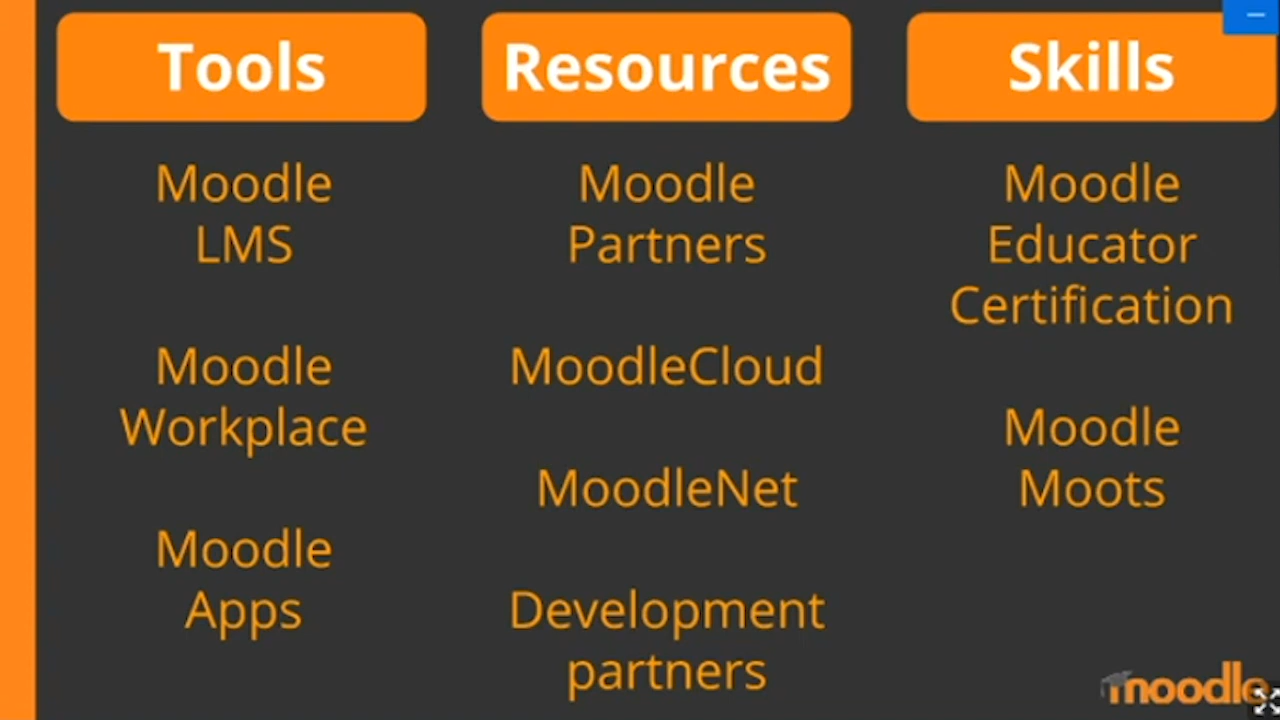 Tools
Moodle
LMS
Moodle
Workplace
Moodle
Apps
Resources
Moodle
Partners
MoodleCloud
MoodleNet
Development
partners
Skills
Moodle
Educator
Certification
Moodle
Moots
moodle